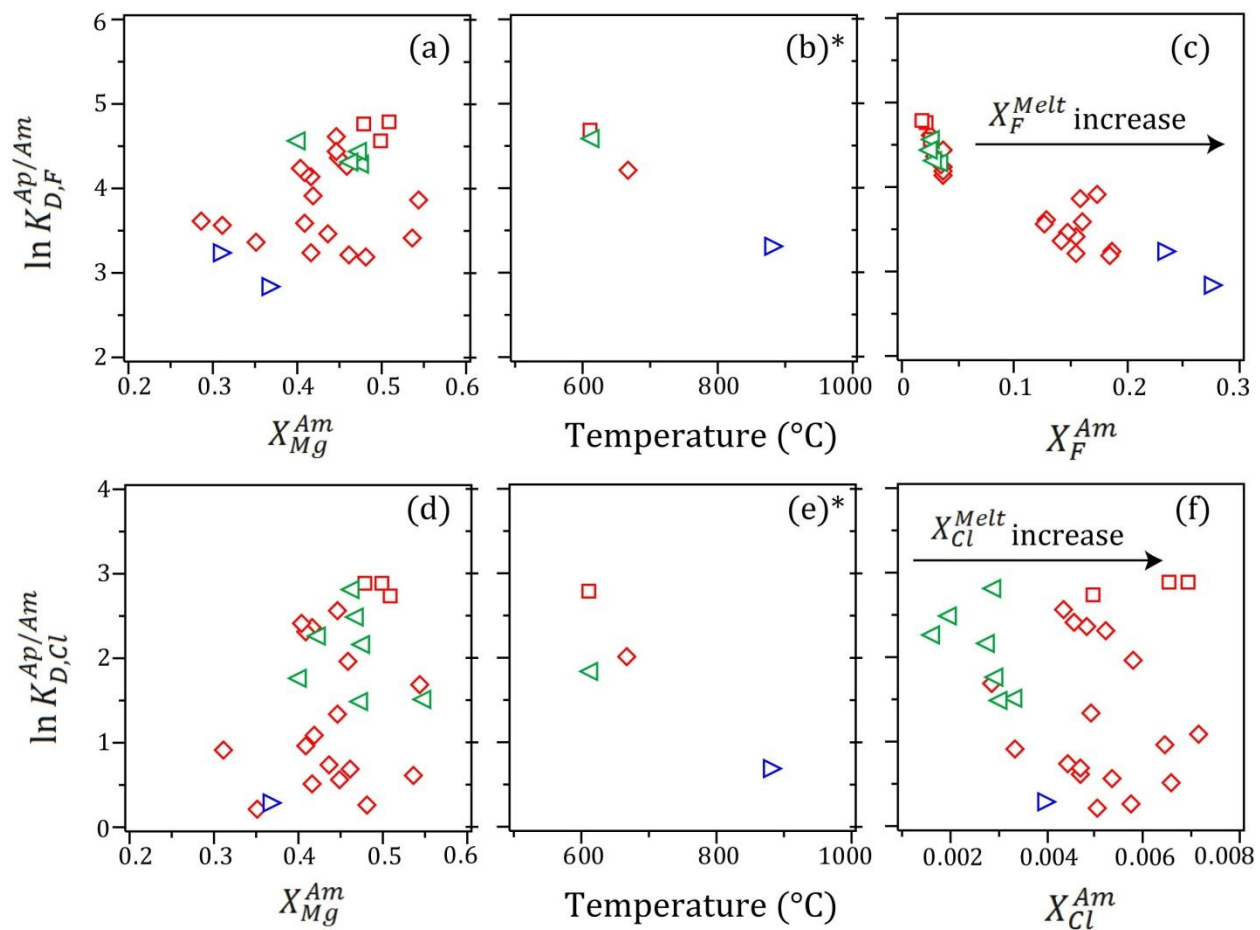 6
5
4
3
2
ln K_{D,F}^{Ap/Am}
(a)
(b)*
(c)
X_F^{Melt} increase
0.2 0.3 0.4 0.5 0.6
600 800 1000
0 0.1 0.2 0.3
X_{Mg}^{Am}
Temperature (°C)
X_F^{Am}
4
3
2
1
0
ln K_{D,Cl}^{Ap/Am}
(d)
(e)*
(f)
X_{Cl}^{Melt} increase
0.2 0.3 0.4 0.5 0.6
600 800 1000
0.002 0.004 0.006 0.008
X_{Mg}^{Am}
Temperature (°C)
X_{Cl}^{Am}